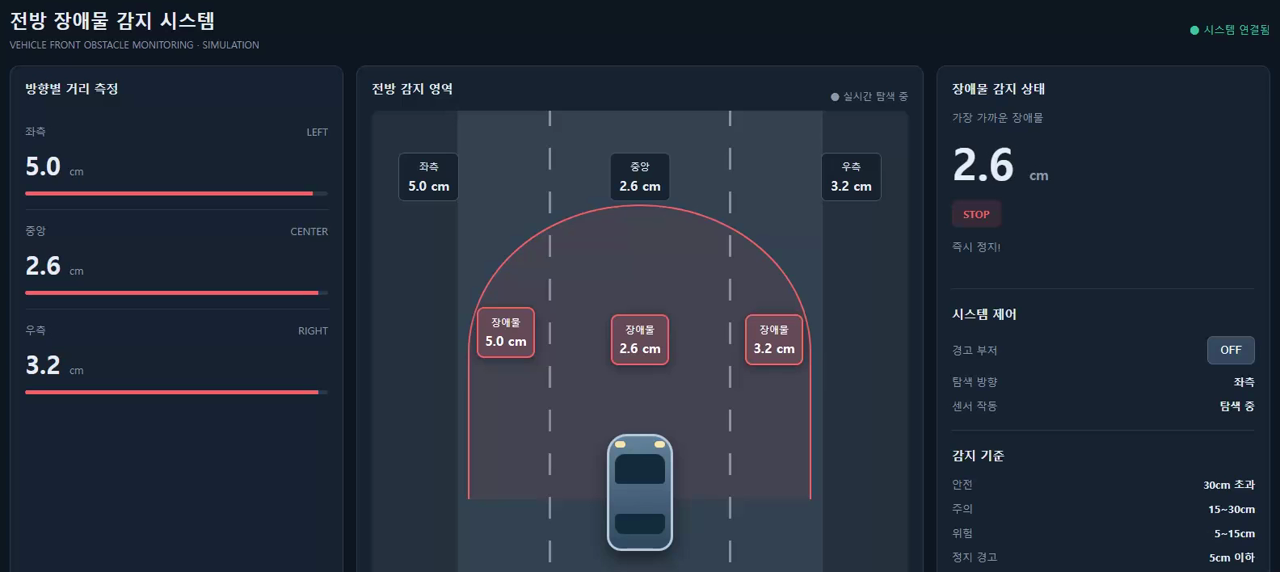 전방 장애물 감지 시스템
VEHICLE FRONT OBSTACLE MONITORING · SIMULATION
시스템 연결됨
방향별 거리 측정
좌측 LEFT
5.0 cm
중앙 CENTER
2.6 cm
우측 RIGHT
3.2 cm
전방 감지 영역
실시간 탐색 중
좌측
5.0 cm
중앙
2.6 cm
우측
3.2 cm
장애물
5.0 cm
장애물
2.6 cm
장애물
3.2 cm
장애물 감지 상태
가장 가까운 장애물
2.6 cm
STOP
즉시 정지!
시스템 제어
경고 부저 OFF
탐색 방향 좌측
센서 작동 탐색 중
감지 기준
안전 30cm 초과
주의 15~30cm
위험 5~15cm
정지 경고 5cm 이하